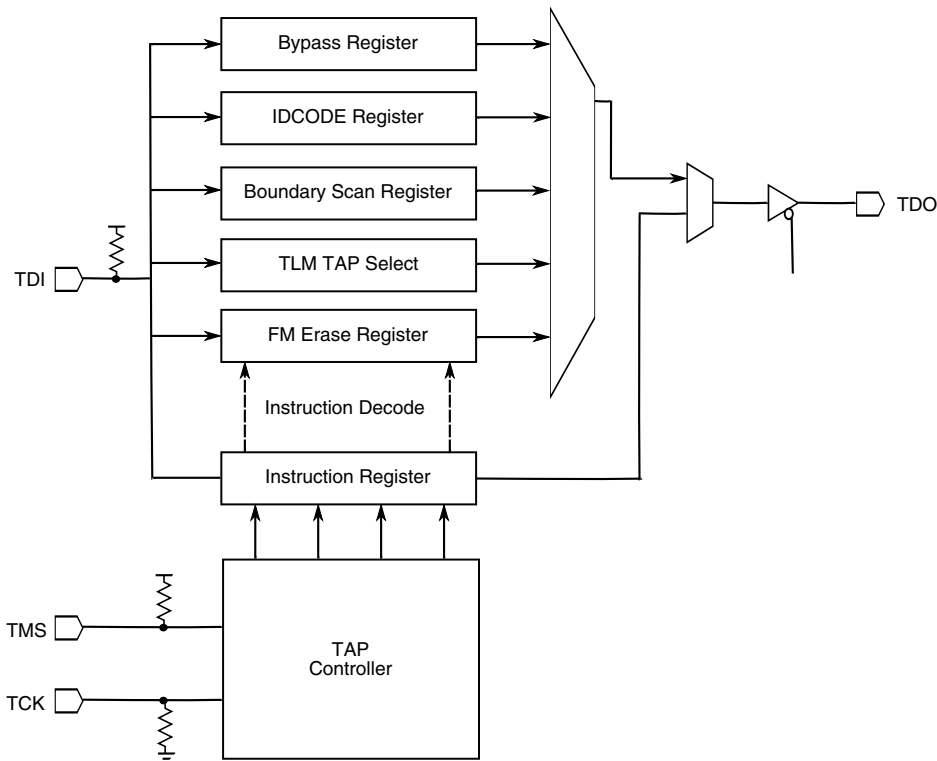 Bypass Register
IDCODE Register
Boundary Scan Register
TDO
TLM TAP Select
TDI
FM Erase Register
Instruction Decode
Instruction Register
TMS
TAP
Controller
TCK